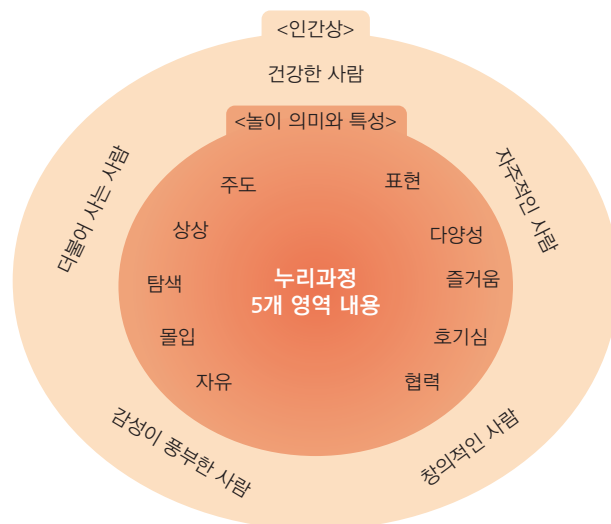 <인간상>
건강한 사람
<놀이 의미와 특성>
더불어 사는 사람
자주적인 사람
주도
표현
상상
다양성
탐색
누리과정
5개 영역 내용
즐거움
몰입
호기심
자유
협력
감성이 풍부한 사람
창의적인 사람